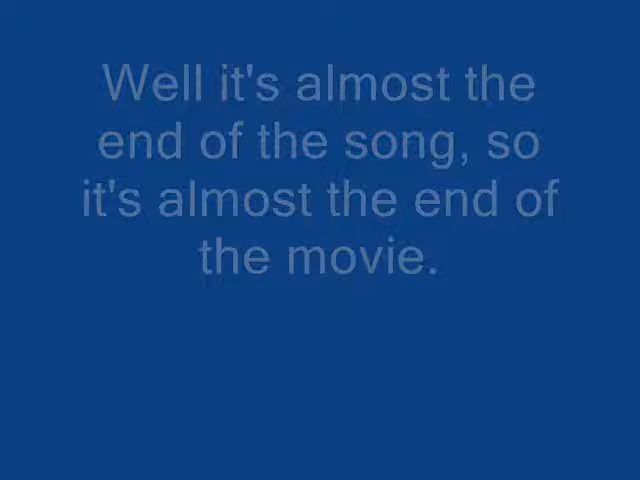 Well it's almost the
end of the song, so
it's almost the end of
the movie.